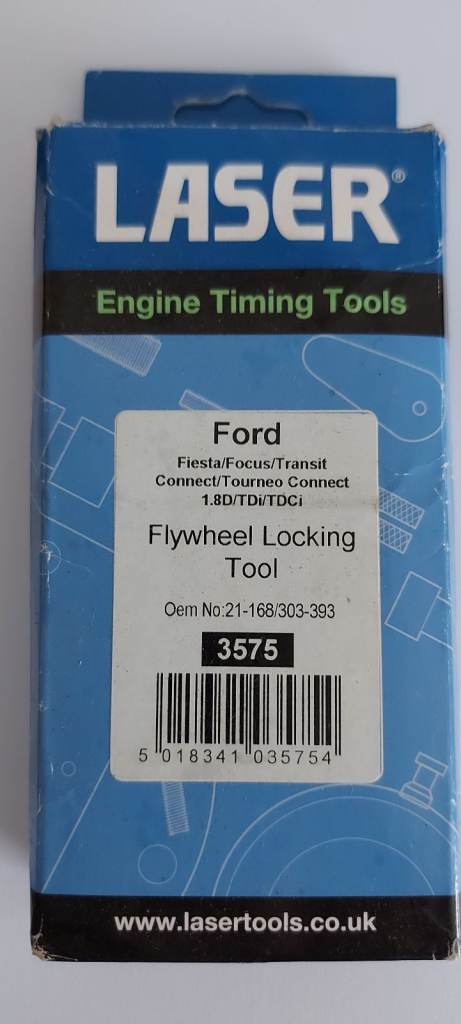 LASER®
Engine Timing Tools
Ford
Fiesta/Focus/Transit
Connect/Tourneo Connect
1.8D/TDi/TDCi
Flywheel Locking
Tool
Oem No:21-168/303-393
3575
5 018341 035754
www.lasertools.co.uk